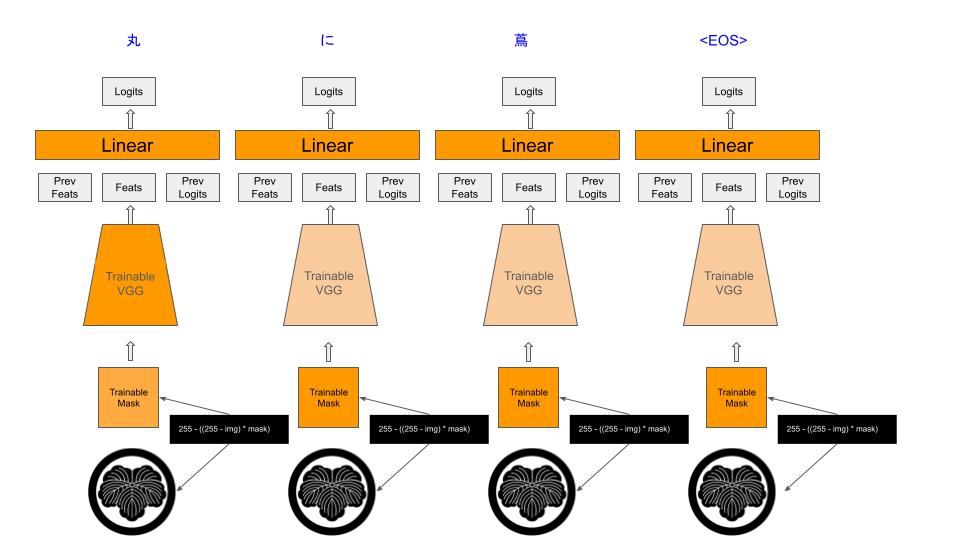 丸 に 蔦 <EOS>
Logits Logits Logits Logits
Linear Linear Linear Linear
Prev Feats Feats Prev Logits Prev Feats Feats Prev Logits Prev Feats Feats Prev Logits Prev Feats Feats Prev Logits
Trainable VGG Trainable VGG Trainable VGG Trainable VGG
Trainable Mask Trainable Mask Trainable Mask Trainable Mask
255 - ((255 - img) * mask) 255 - ((255 - img) * mask) 255 - ((255 - img) * mask) 255 - ((255 - img) * mask)